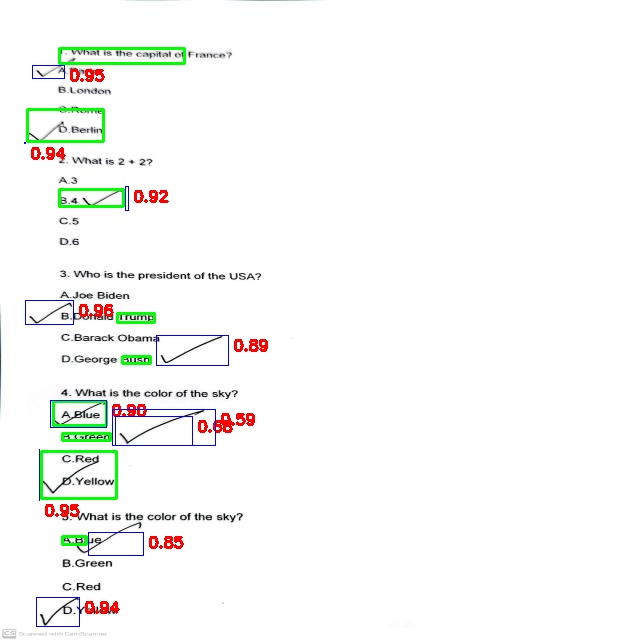 1. What is the capital of France?
A.
0.95
B.London
C.Rome
D.Berlin
0.94
2. What is 2 + 2?
A.3
B.4 0.92
C.5
D.6
3. Who is the president of the USA?
A.Joe Biden
0.96
B.Donald Trump
C.Barack Obama
0.89
D.George Bush
4. What is the color of the sky?
A.Blue 0.90
0.59
B.Green 0.68
C.Red
D.Yellow
0.95
5. What is the color of the sky?
A.Blue 0.85
B.Green
C.Red
D.Yellow 0.94
CS Scanned with CamScanner